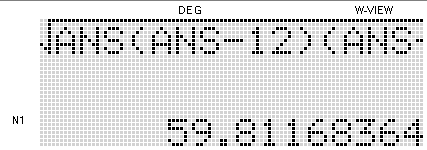 DEG W-VIEW
√ANS(ANS-12)(ANS-
N1
59.81168364